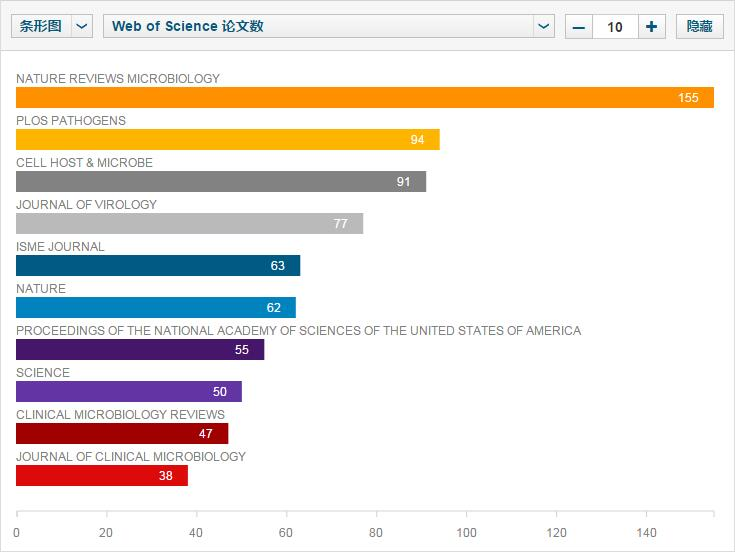 条形图 Web of Science 论文数 — 10 + 隐藏
NATURE REVIEWS MICROBIOLOGY
155
PLOS PATHOGENS
94
CELL HOST & MICROBE
91
JOURNAL OF VIROLOGY
77
ISME JOURNAL
63
NATURE
62
PROCEEDINGS OF THE NATIONAL ACADEMY OF SCIENCES OF THE UNITED STATES OF AMERICA
55
SCIENCE
50
CLINICAL MICROBIOLOGY REVIEWS
47
JOURNAL OF CLINICAL MICROBIOLOGY
38
0 20 40 60 80 100 120 140